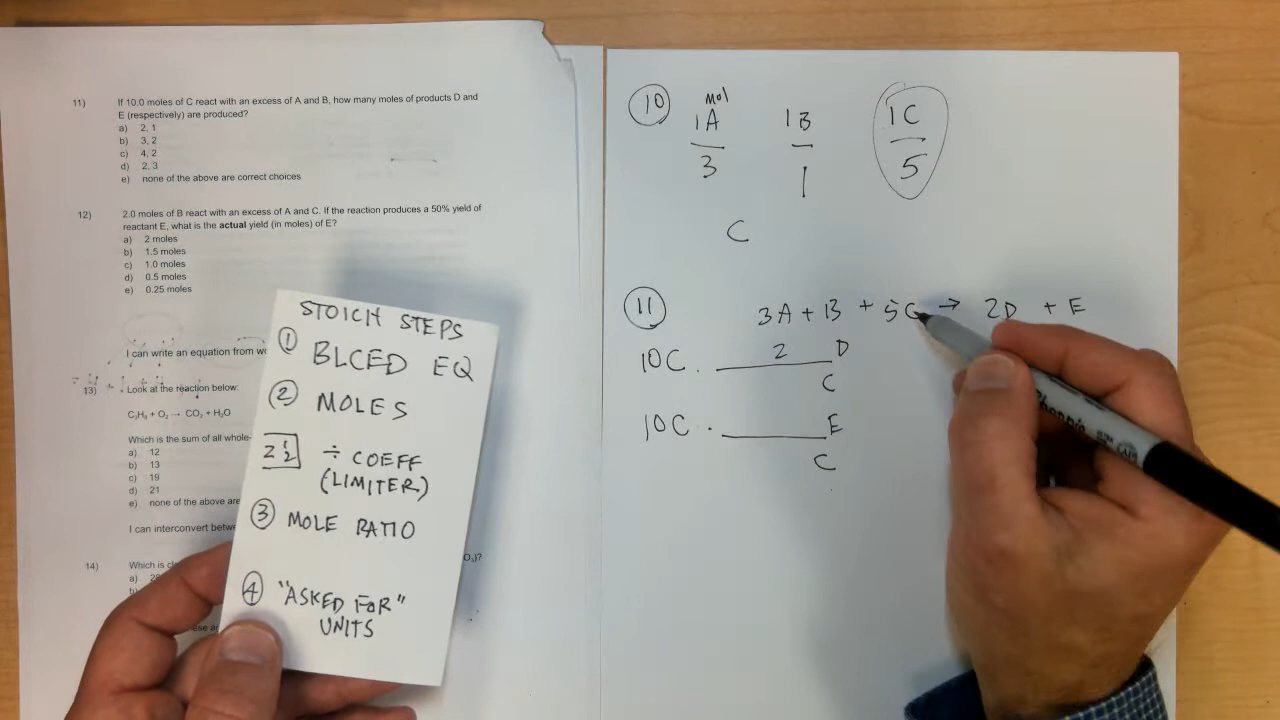 11) If 10.0 moles of C react with an excess of A and B, how many moles of products D and
E (respectively) are produced?
a) 2, 1
b) 3, 2
c) 4, 2
d) 2, 3
e) none of the above are correct choices
12) 2.0 moles of B react with an excess of A and C. If the reaction produces a 50% yield of
reactant E, what is the actual yield (in moles) of E?
a) 2 moles
b) 1.5 moles
c) 1.0 moles
d) 0.5 moles
e) 0.25 moles
I can write an equation from
13) Look at the reaction below:
C₂H₆ + O₂ → CO₂ + H₂O
Which is the sum of all whole-
a) 12
b) 13
c) 19
d) 21
e) none of the above are
I can interconvert
14) Which is
a)
STOICH STEPS
① BLCED EQ
② MOLES
2½ ÷ COEFF
(LIMITER)
③ MOLE RATIO
④ "ASKED FOR"
UNITS
⑩ mol
1A 1B 1C
3 1 5
C
⑪ 3A + B + 5C → 2D + E
10C. 2 D
C
10C. E
C
Sharpie